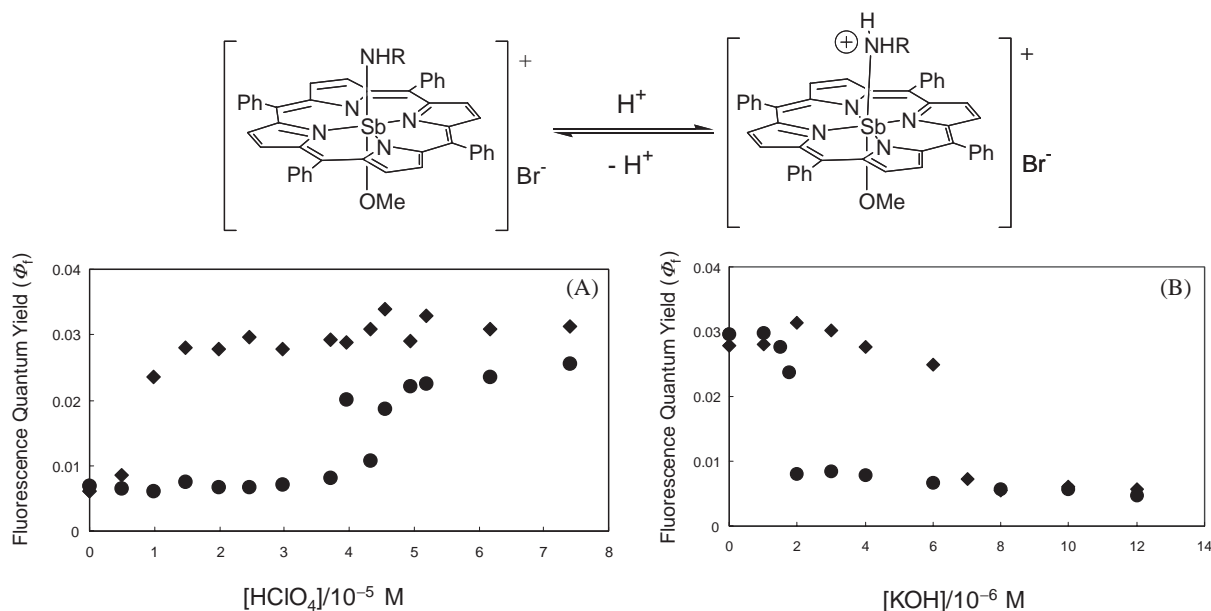 NHR
+
Ph
Ph
N
N
Sb
N
N
Ph
Ph
OMe
Br-
H+
- H+
H
+
NHR
+
Ph
Ph
N
N
Sb
N
N
Ph
Ph
OMe
Br-
Fluorescence Quantum Yield (Φf)
0.04
0.03
0.02
0.01
0
(A)
0 1 2 3 4 5 6 7 8
[HClO4]/10−5 M
Fluorescence Quantum Yield (Φf)
0.04
0.03
0.02
0.01
0
(B)
0 2 4 6 8 10 12 14
[KOH]/10−6 M